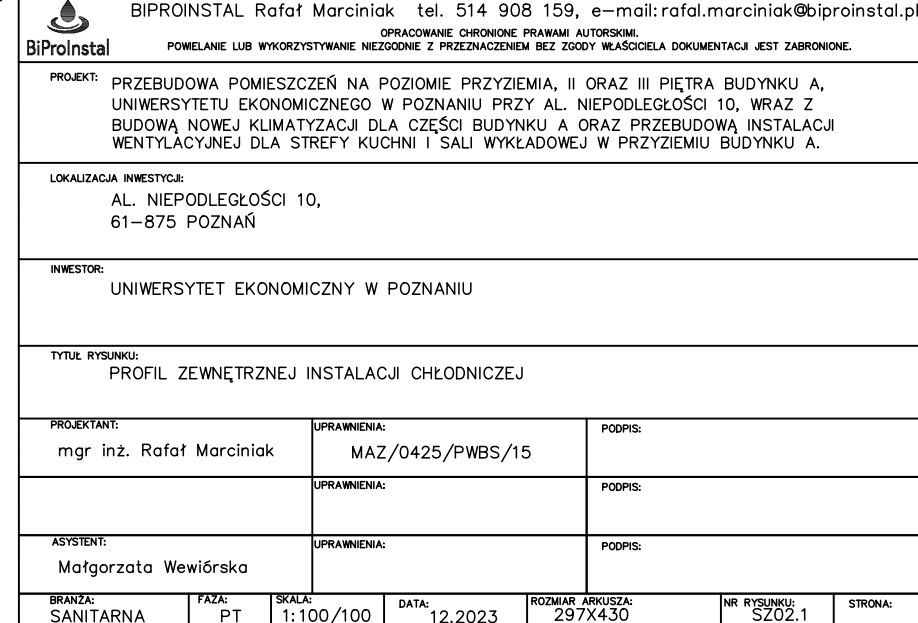 BIPROINSTAL Rafał Marciniak tel. 514 908 159, e-mail:rafal.marciniak@biproinstal.pl
OPRACOWANIE CHRONIONE PRAWAMI AUTORSKIMI.
POWIELANIE LUB WYKORZYSTYWANIE NIEZGODNIE Z PRZEZNACZENIEM BEZ ZGODY WŁAŚCICIELA DOKUMENTACJI JEST ZABRONIONE.
BiProInstal
PROJEKT:
PRZEBUDOWA POMIESZCZEŃ NA POZIOMIE PRZYZIEMIA, II ORAZ III PIĘTRA BUDYNKU A,
UNIWERSYTETU EKONOMICZNEGO W POZNANIU PRZY AL. NIEPODLEGŁOŚCI 10, WRAZ Z
BUDOWĄ NOWEJ KLIMATYZACJI DLA CZĘŚCI BUDYNKU A ORAZ PRZEBUDOWĄ INSTALACJI
WENTYLACYJNEJ DLA STREFY KUCHNI I SALI WYKŁADOWEJ W PRZYZIEMIU BUDYNKU A.
LOKALIZACJA INWESTYCJI:
AL. NIEPODLEGŁOŚCI 10,
61-875 POZNAŃ
INWESTOR:
UNIWERSYTET EKONOMICZNY W POZNANIU
TYTUŁ RYSUNKU:
PROFIL ZEWNĘTRZNEJ INSTALACJI CHŁODNICZEJ
PROJEKTANT: UPRAWNIENIA: PODPIS:
mgr inż. Rafał Marciniak MAZ/0425/PWBS/15
UPRAWNIENIA: PODPIS:
ASYSTENT: UPRAWNIENIA: PODPIS:
Małgorzata Wewiórska
BRANŻA: FAZA: SKALA: DATA: ROZMIAR ARKUSZA: NR RYSUNKU: STRONA:
SANITARNA PT 1:100/100 12.2023 297X430 SZ02.1